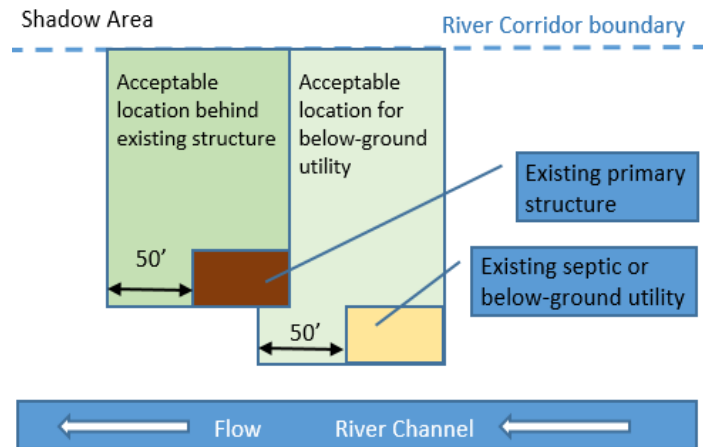 Shadow Area
River Corridor boundary
Acceptable
location behind
existing structure
Acceptable
location for
below-ground
utility
Existing primary
structure
50’
Existing septic or
below-ground utility
50’
Flow
River Channel